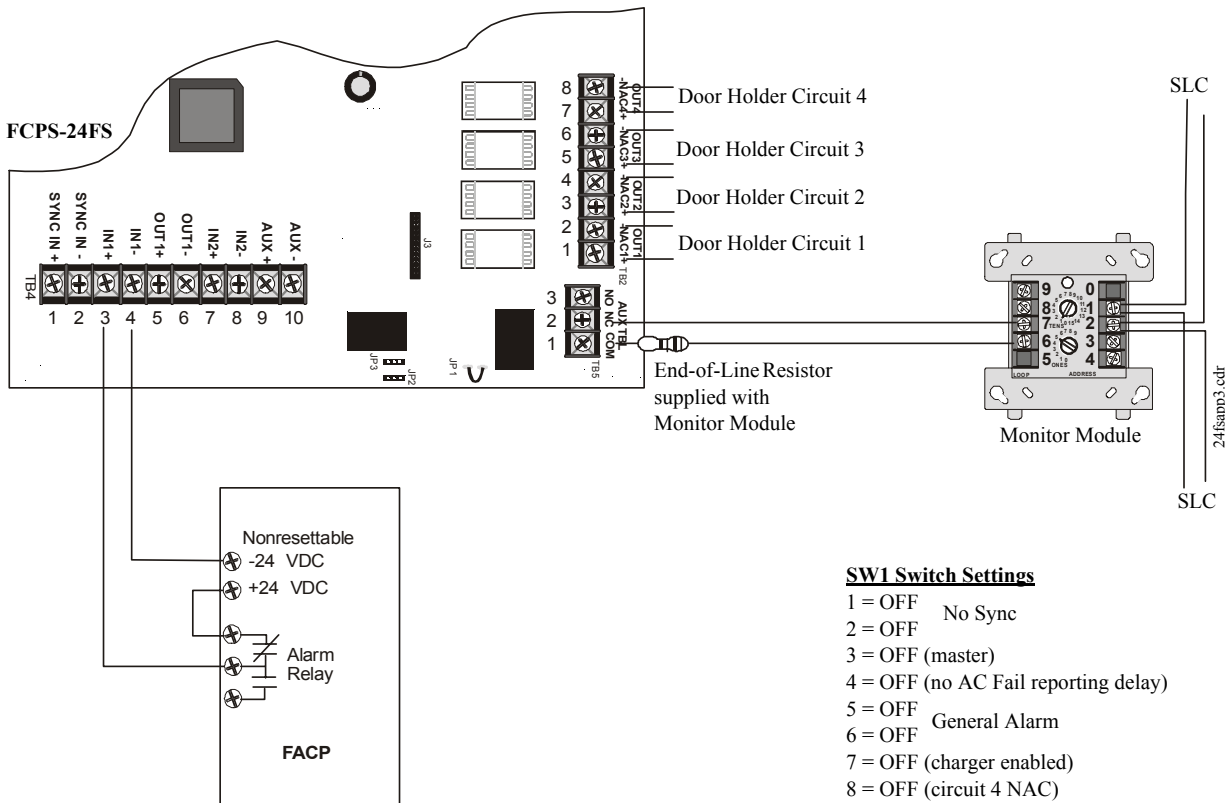 FCPS-24FS
SYNC IN +
SYNC IN -
IN1+
IN1-
OUT1+
OUT1-
IN2+
IN2-
AUX+
AUX-
TB4
1 2 3 4 5 6 7 8 9 10
J3
JP3
JP2
JP1
8
7
6
5
4
3
2
1
OUT4
-NAC4+
OUT3
-NAC3+
OUT2
-NAC2+
OUT1
-NAC1+
TB2
Door Holder Circuit 4
Door Holder Circuit 3
Door Holder Circuit 2
Door Holder Circuit 1
3
2
1
NO NC COM
AUX TBL
TB5
End-of-Line Resistor
supplied with
Monitor Module
SLC
9 0
8 1
7 2
6 3
5 4
TENS
ONES
LOOP ADDRESS
Monitor Module
SLC
24fsapp3.cdr
Nonresettable
-24 VDC
+24 VDC
Alarm
Relay
FACP
SW1 Switch Settings
1 = OFF
No Sync
2 = OFF
3 = OFF (master)
4 = OFF (no AC Fail reporting delay)
5 = OFF
General Alarm
6 = OFF
7 = OFF (charger enabled)
8 = OFF (circuit 4 NAC)